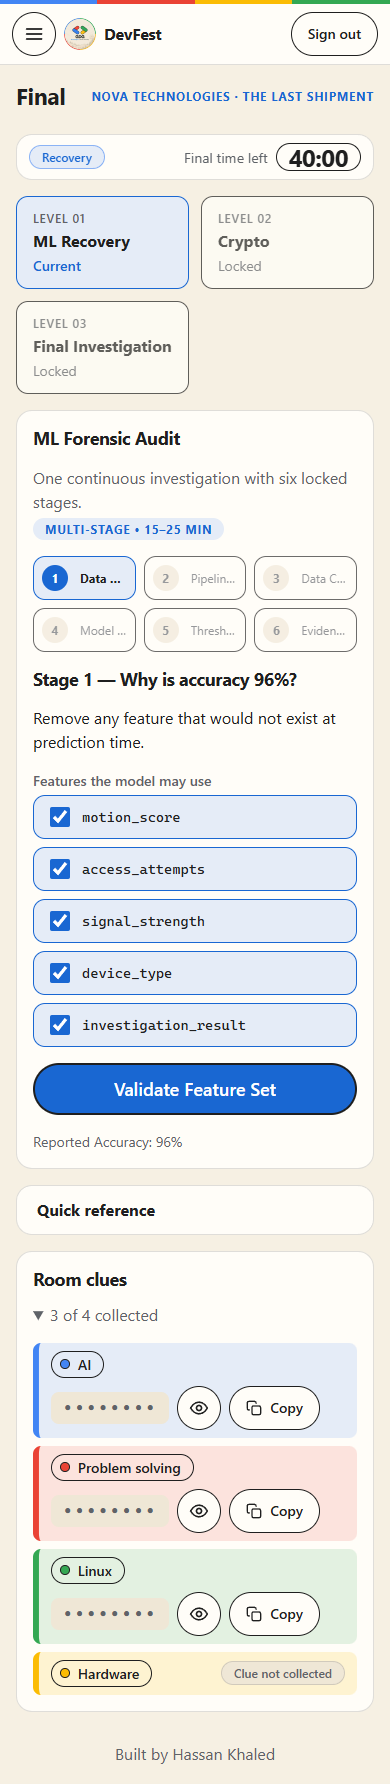 DevFest
Sign out
Final
NOVA TECHNOLOGIES · THE LAST SHIPMENT
Recovery
Final time left
40:00
LEVEL 01
ML Recovery
Current
LEVEL 02
Crypto
Locked
LEVEL 03
Final Investigation
Locked
ML Forensic Audit
One continuous investigation with six locked
stages.
MULTI-STAGE • 15–25 MIN
1 Data ...
2 Pipelin...
3 Data C...
4 Model ...
5 Thresh...
6 Eviden...
Stage 1 — Why is accuracy 96%?
Remove any feature that would not exist at
prediction time.
Features the model may use
motion_score
access_attempts
signal_strength
device_type
investigation_result
Validate Feature Set
Reported Accuracy: 96%
Quick reference
Room clues
▼ 3 of 4 collected
AI
••••••••
Copy
Problem solving
••••••••
Copy
Linux
••••••••
Copy
Hardware
Clue not collected
Built by Hassan Khaled